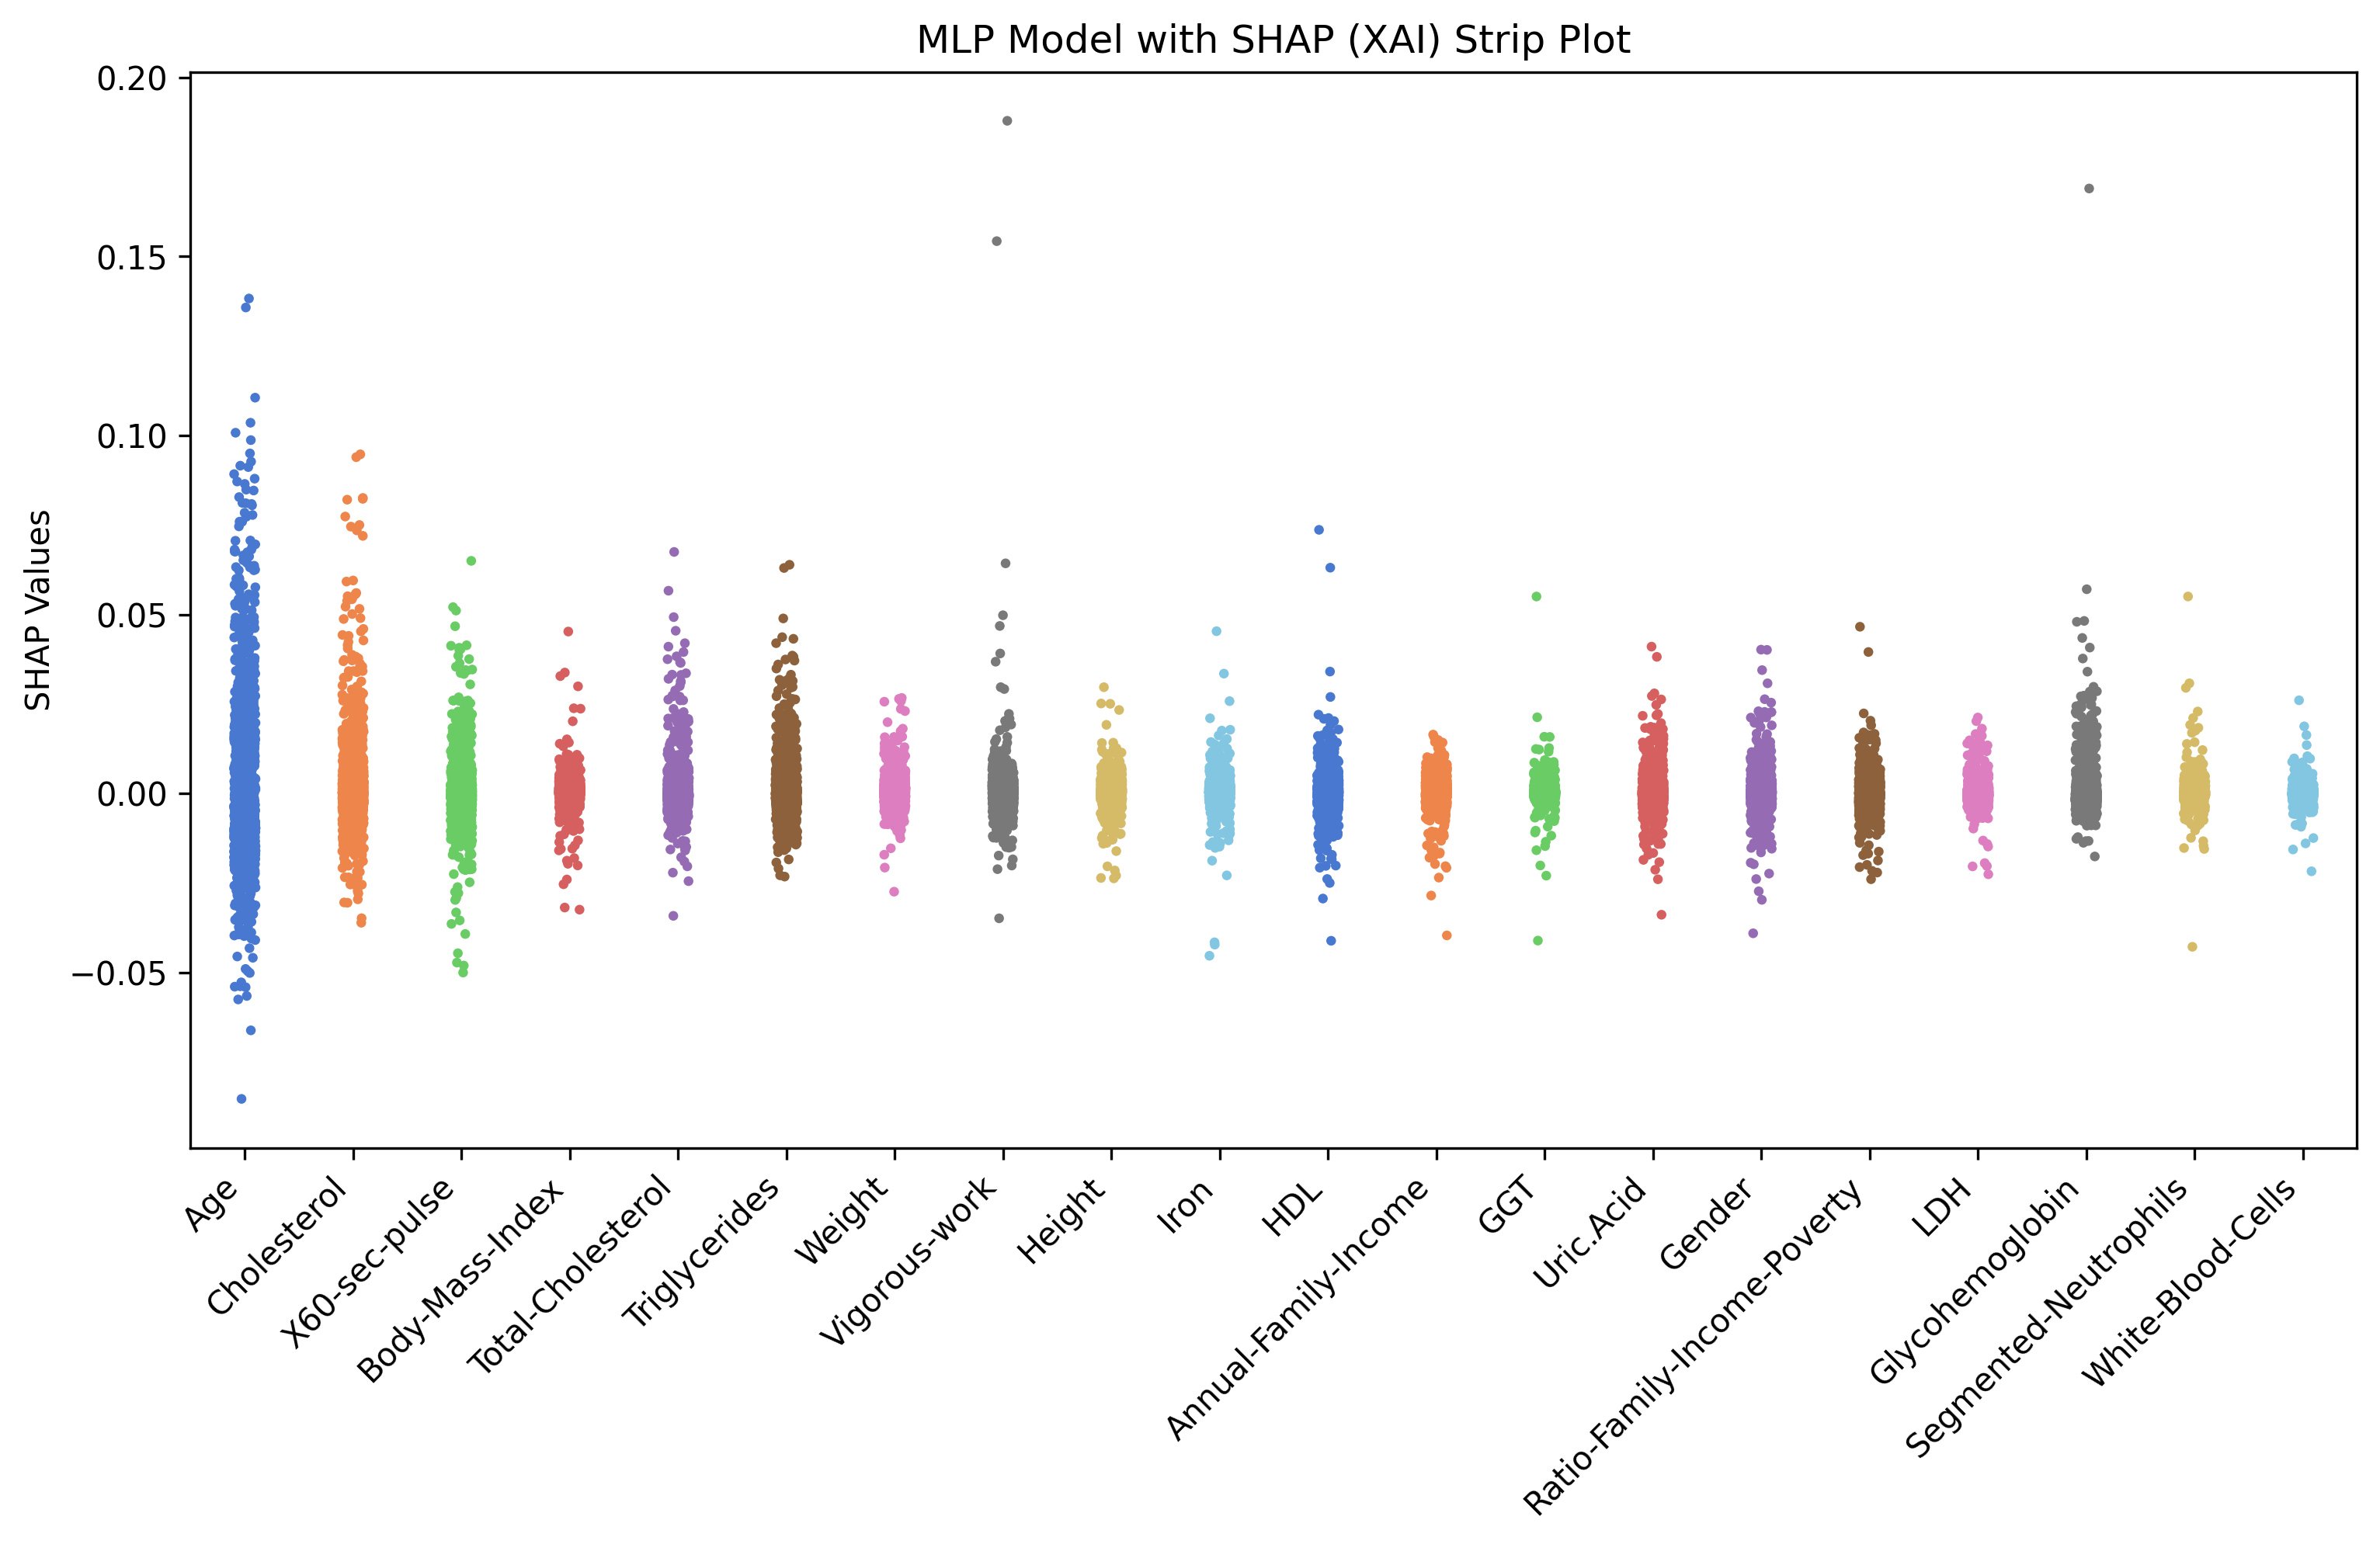 MLP Model with SHAP (XAI) Strip Plot
SHAP Values
0.20
0.15
0.10
0.05
0.00
−0.05
Age
Cholesterol
X60-sec-pulse
Body-Mass-Index
Total-Cholesterol
Triglycerides
Weight
Vigorous-work
Height
Iron
HDL
Annual-Family-Income
GGT
Uric.Acid
Gender
Ratio-Family-Income-Poverty
LDH
Glycohemoglobin
Segmented-Neutrophils
White-Blood-Cells